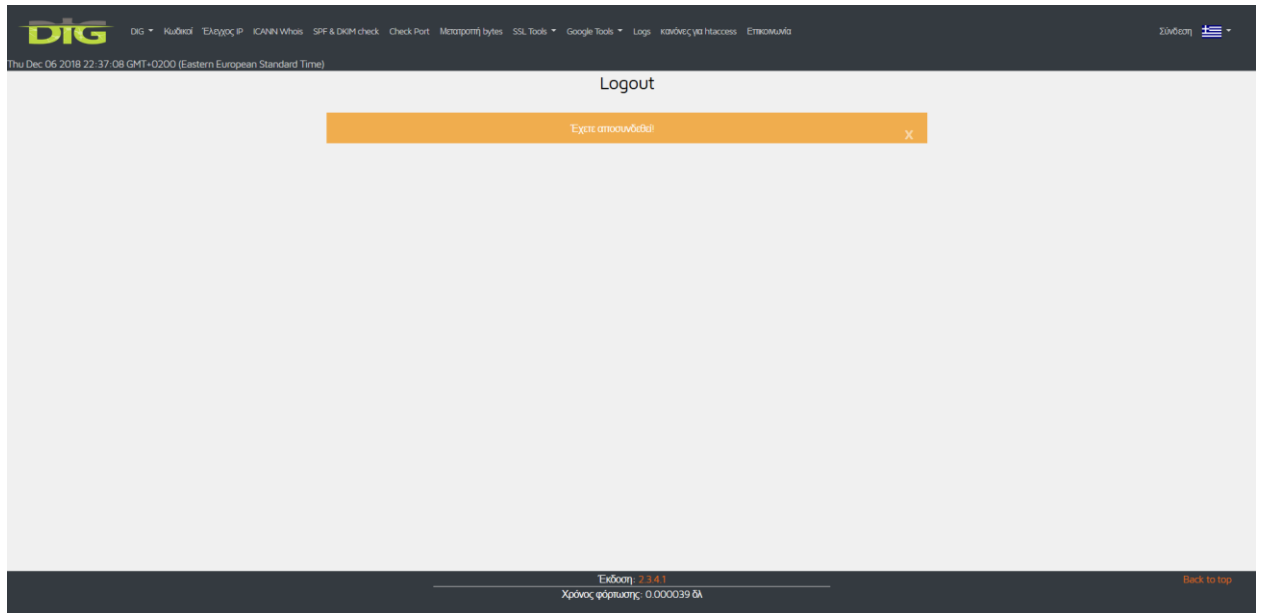 DIG
DIG Κωδικοί Έλεγχος IP ICANN Whois SPF & DKIM check Check Port Μετατροπή bytes SSL Tools Google Tools Logs κανόνες για htaccess Επικοινωνία Σύνδεση
Thu Dec 06 2018 22:37:08 GMT+0200 (Eastern European Standard Time)
Logout
Έχετε αποσυνδεθεί! x
Έκδοση: 2.3.4.1 Back to top
Χρόνος φόρτωσης: 0.000039 δλ